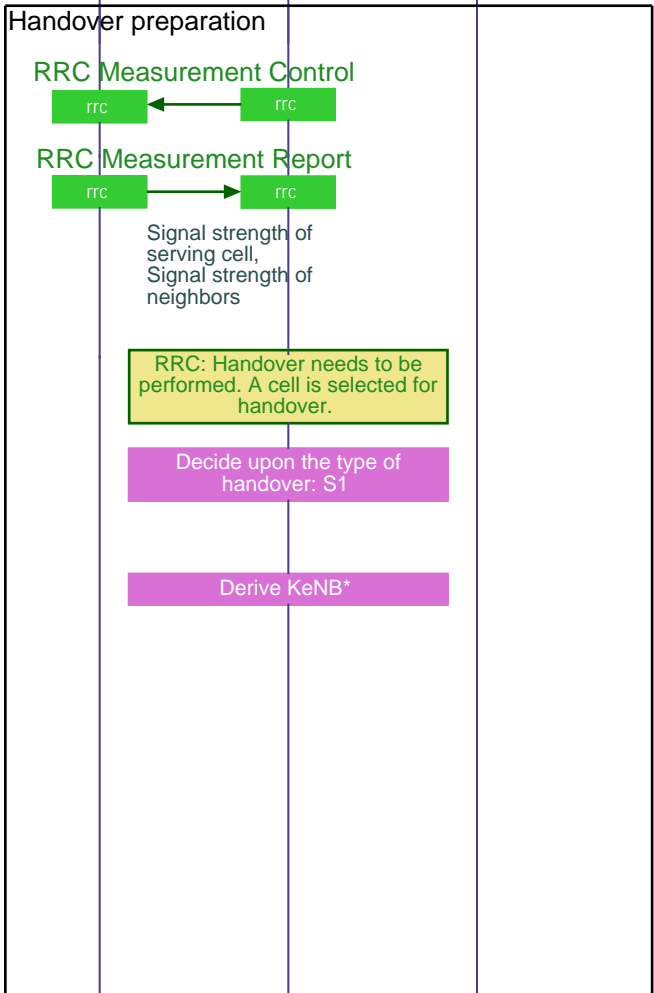 Handover preparation
RRC Measurement Control
rrc
rrc
RRC Measurement Report
rrc
rrc
Signal strength of
serving cell,
Signal strength of
neighbors
RRC: Handover needs to be
performed. A cell is selected for
handover.
Decide upon the type of
handover: S1
Derive KeNB*